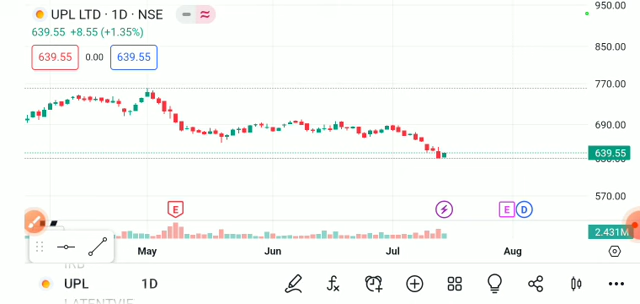 UPL LTD · 1D · NSE
639.55 +8.55 (+1.35%)
639.55 0.00 639.55
950.00
850.00
770.00
690.00
639.55
570.00
E
E D
2.431M
May Jun Jul Aug
UPL 1D
LATENTVIE